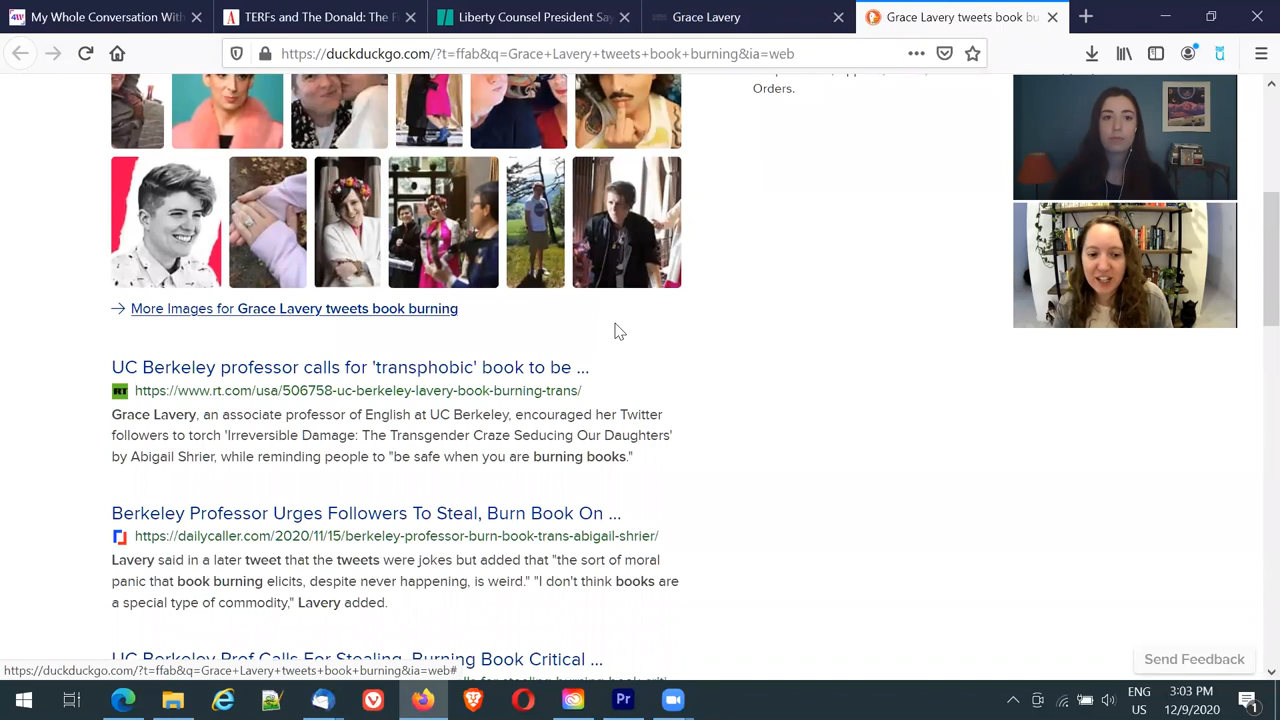 My Whole Conversation With
TERFs and The Donald: The F
Liberty Counsel President Say
Grace Lavery
Grace Lavery tweets book bu
https://duckduckgo.com/?t=ffab&q=Grace+Lavery+tweets+book+burning&ia=web
Orders.
More Images for Grace Lavery tweets book burning
UC Berkeley professor calls for 'transphobic' book to be ...
RT
https://www.rt.com/usa/506758-uc-berkeley-lavery-book-burning-trans/
Grace Lavery, an associate professor of English at UC Berkeley, encouraged her Twitter
followers to torch 'Irreversible Damage: The Transgender Craze Seducing Our Daughters'
by Abigail Shrier, while reminding people to "be safe when you are burning books."
Berkeley Professor Urges Followers To Steal, Burn Book On ...
https://dailycaller.com/2020/11/15/berkeley-professor-burn-book-trans-abigail-shrier/
Lavery said in a later tweet that the tweets were jokes but added that "the sort of moral
panic that book burning elicits, despite never happening, is weird." "I don't think books are
a special type of commodity," Lavery added.
UC Berkeley Prof Calls For Stealing, Burning Book Critical ...
Send Feedback
https://duckduckgo.com/?t=ffab&q=Grace+Lavery+tweets+book+burning&ia=web#
Pr
ENG
US
3:03 PM
12/9/2020
1